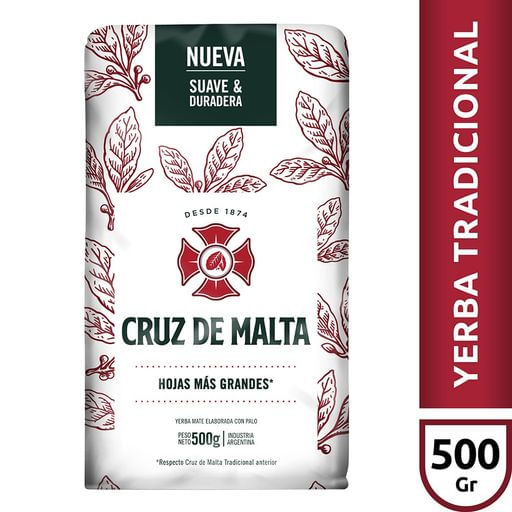 NUEVA
SUAVE &
DURADERA
DESDE 1874
CRUZ DE MALTA
HOJAS MÁS GRANDES*
YERBA MATE ELABORADA CON PALO
PESO NETO 500g INDUSTRIA ARGENTINA
*Respecto Cruz de Malta Tradicional anterior
YERBA TRADICIONAL
500
Gr